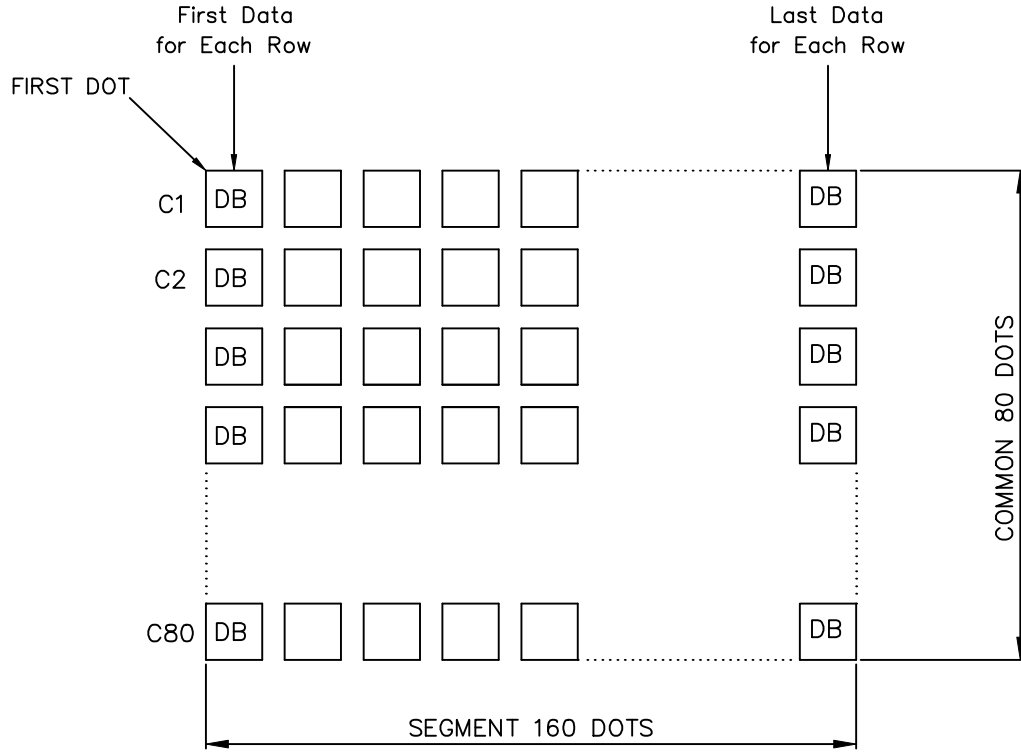 First Data
for Each Row
Last Data
for Each Row
FIRST DOT
C1
DB
DB
C2
DB
DB
DB
DB
DB
DB
C80
DB
DB
COMMON 80 DOTS
SEGMENT 160 DOTS